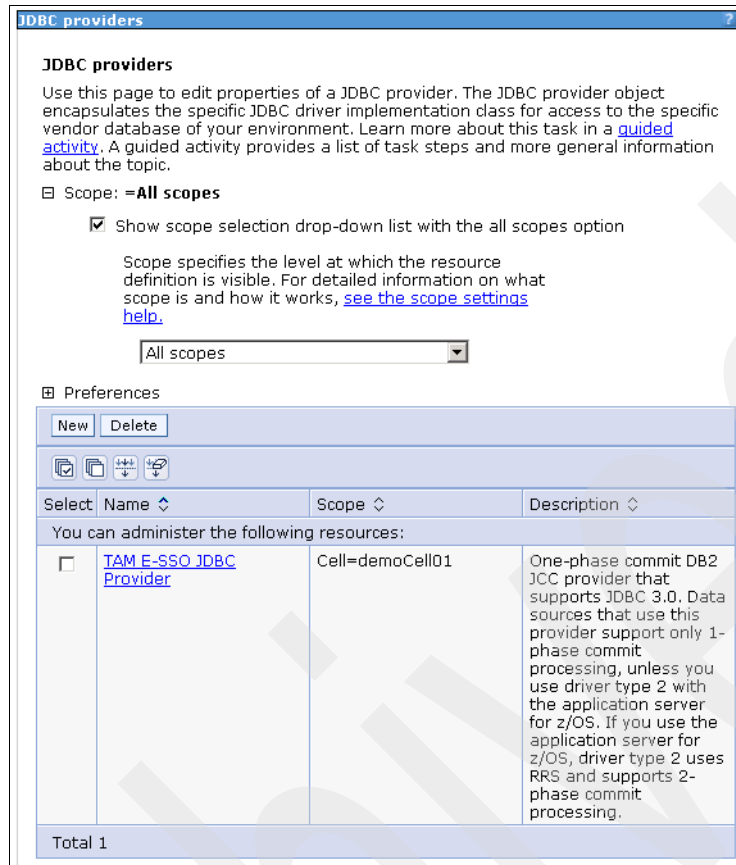 JDBC providers ?
JDBC providers
Use this page to edit properties of a JDBC provider. The JDBC provider object
encapsulates the specific JDBC driver implementation class for access to the specific
vendor database of your environment. Learn more about this task in a guided
activity. A guided activity provides a list of task steps and more general information
about the topic.
Scope: =All scopes
Show scope selection drop-down list with the all scopes option
Scope specifies the level at which the resource
definition is visible. For detailed information on what
scope is and how it works, see the scope settings
help.
All scopes
Preferences
New Delete
Select Name Scope Description
You can administer the following resources:
TAM E-SSO JDBC Cell=demoCell01 One-phase commit DB2
Provider JCC provider that
supports JDBC 3.0. Data
sources that use this
provider support only 1-
phase commit
processing, unless you
use driver type 2 with
the application server
for z/OS. If you use the
application server for
z/OS, driver type 2 uses
RRS and supports 2-
phase commit
processing.
Total 1